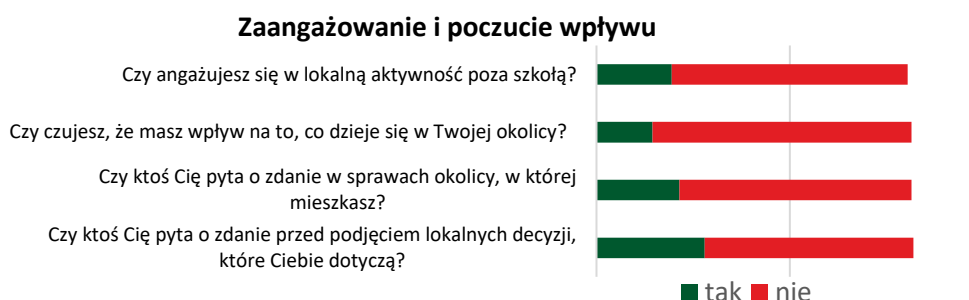 Zaangażowanie i poczucie wpływu
Czy angażujesz się w lokalną aktywność poza szkołą?
Czy czujesz, że masz wpływ na to, co dzieje się w Twojej okolicy?
Czy ktoś Cię pyta o zdanie w sprawach okolicy, w której
mieszkasz?
Czy ktoś Cię pyta o zdanie przed podjęciem lokalnych decyzji,
które Ciebie dotyczą?
tak nie